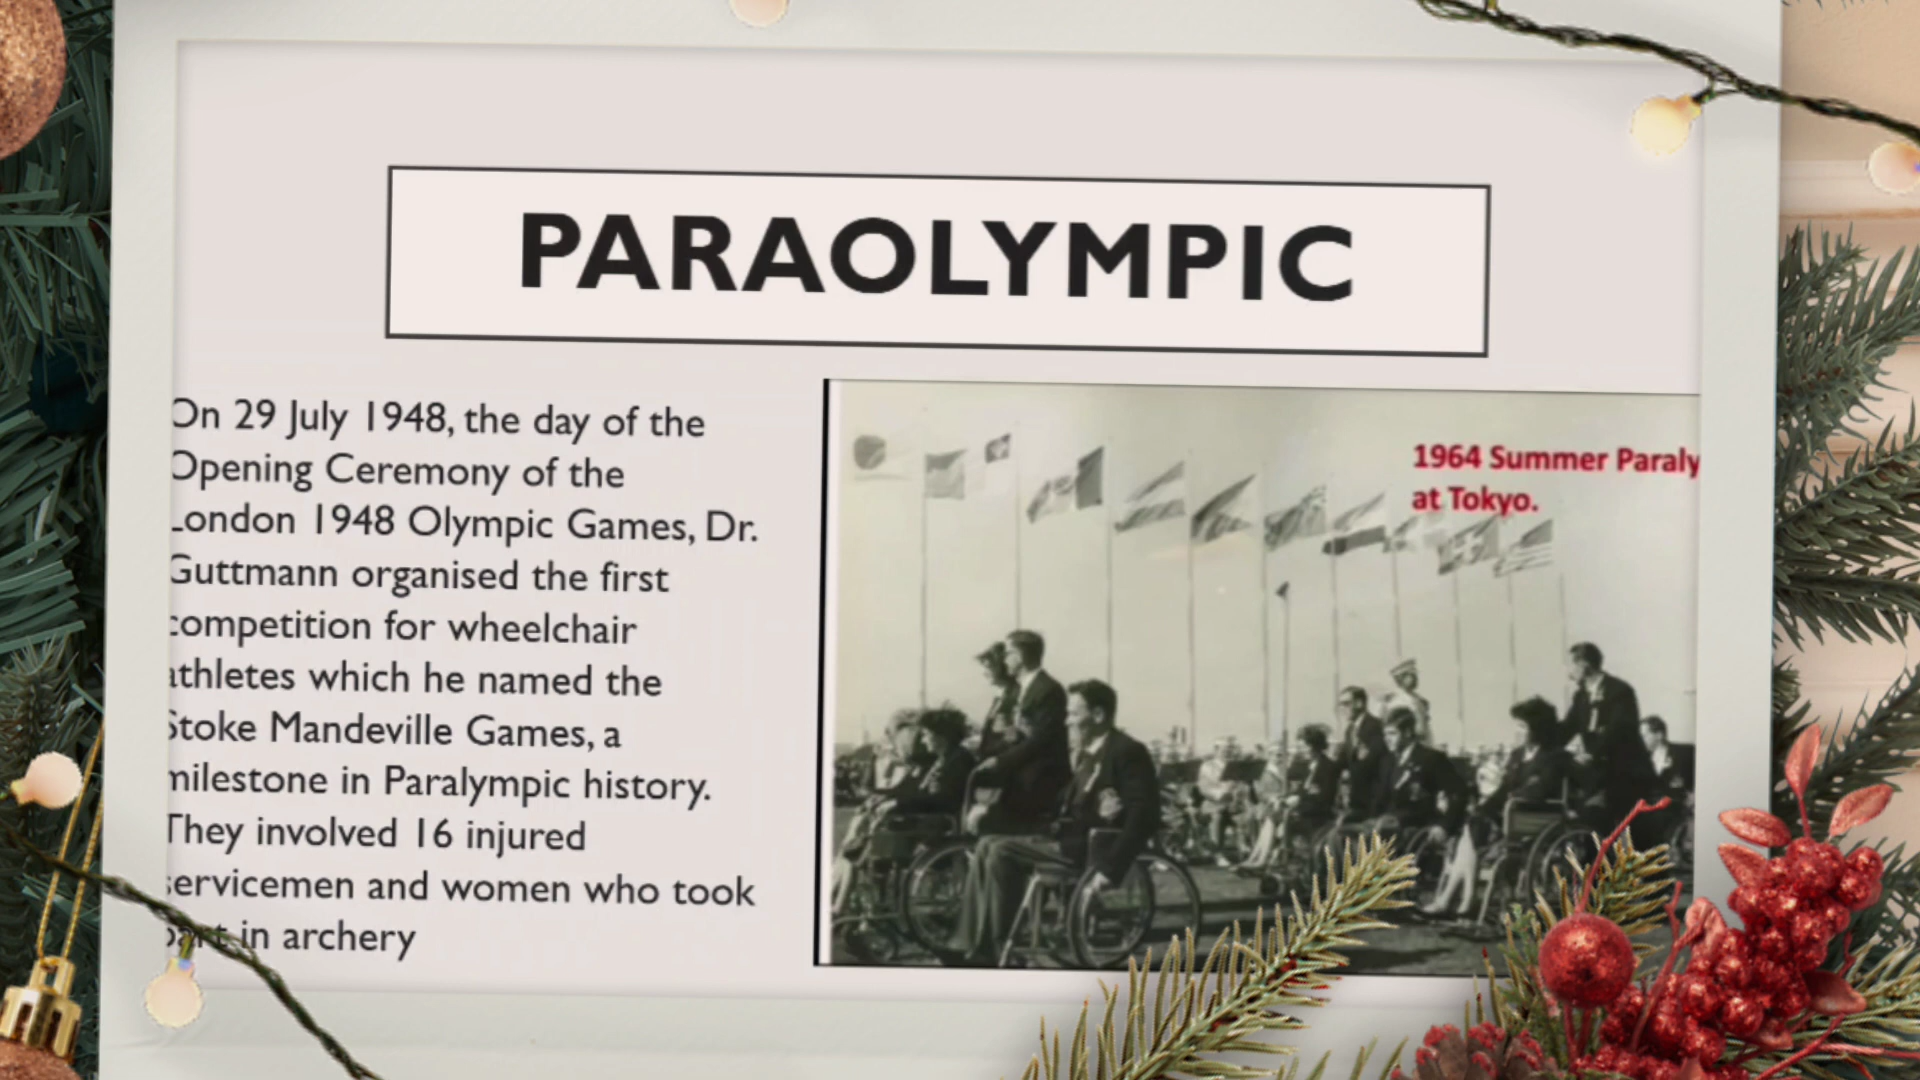 PARAOLYMPIC
On 29 July 1948, the day of the
Opening Ceremony of the
London 1948 Olympic Games, Dr.
Guttmann organised the first
competition for wheelchair
athletes which he named the
Stoke Mandeville Games, a
milestone in Paralympic history.
They involved 16 injured
servicemen and women who took
part in archery
1964 Summer Paraly
at Tokyo.